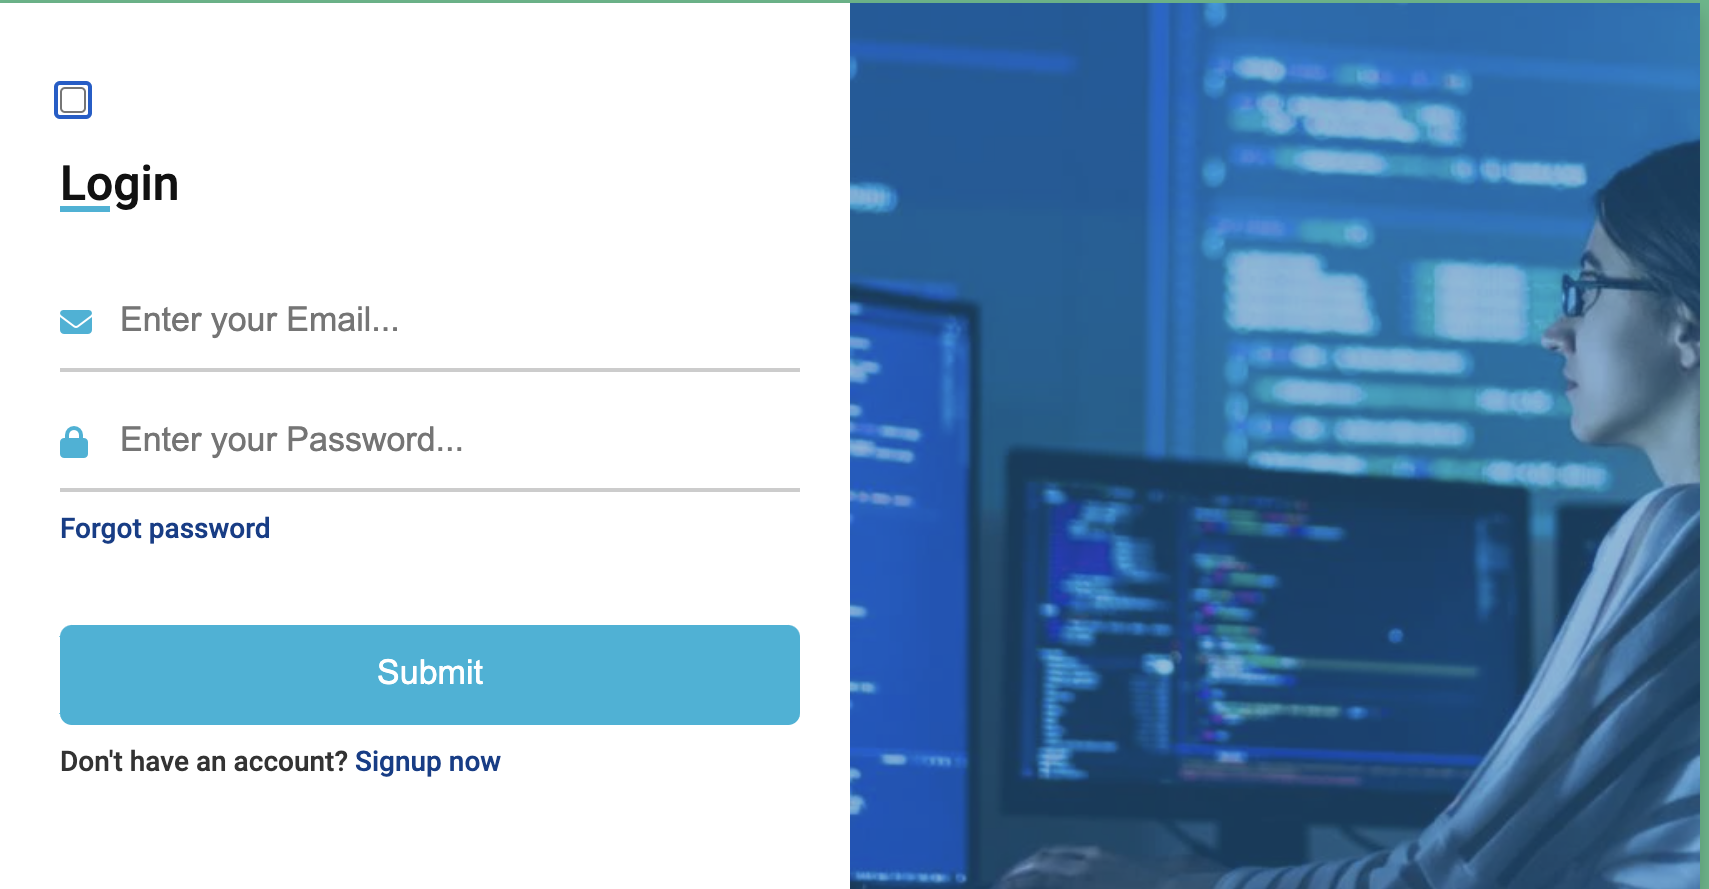 Login
Enter your Email...
Enter your Password...
Forgot password
Submit
Don't have an account? Signup now